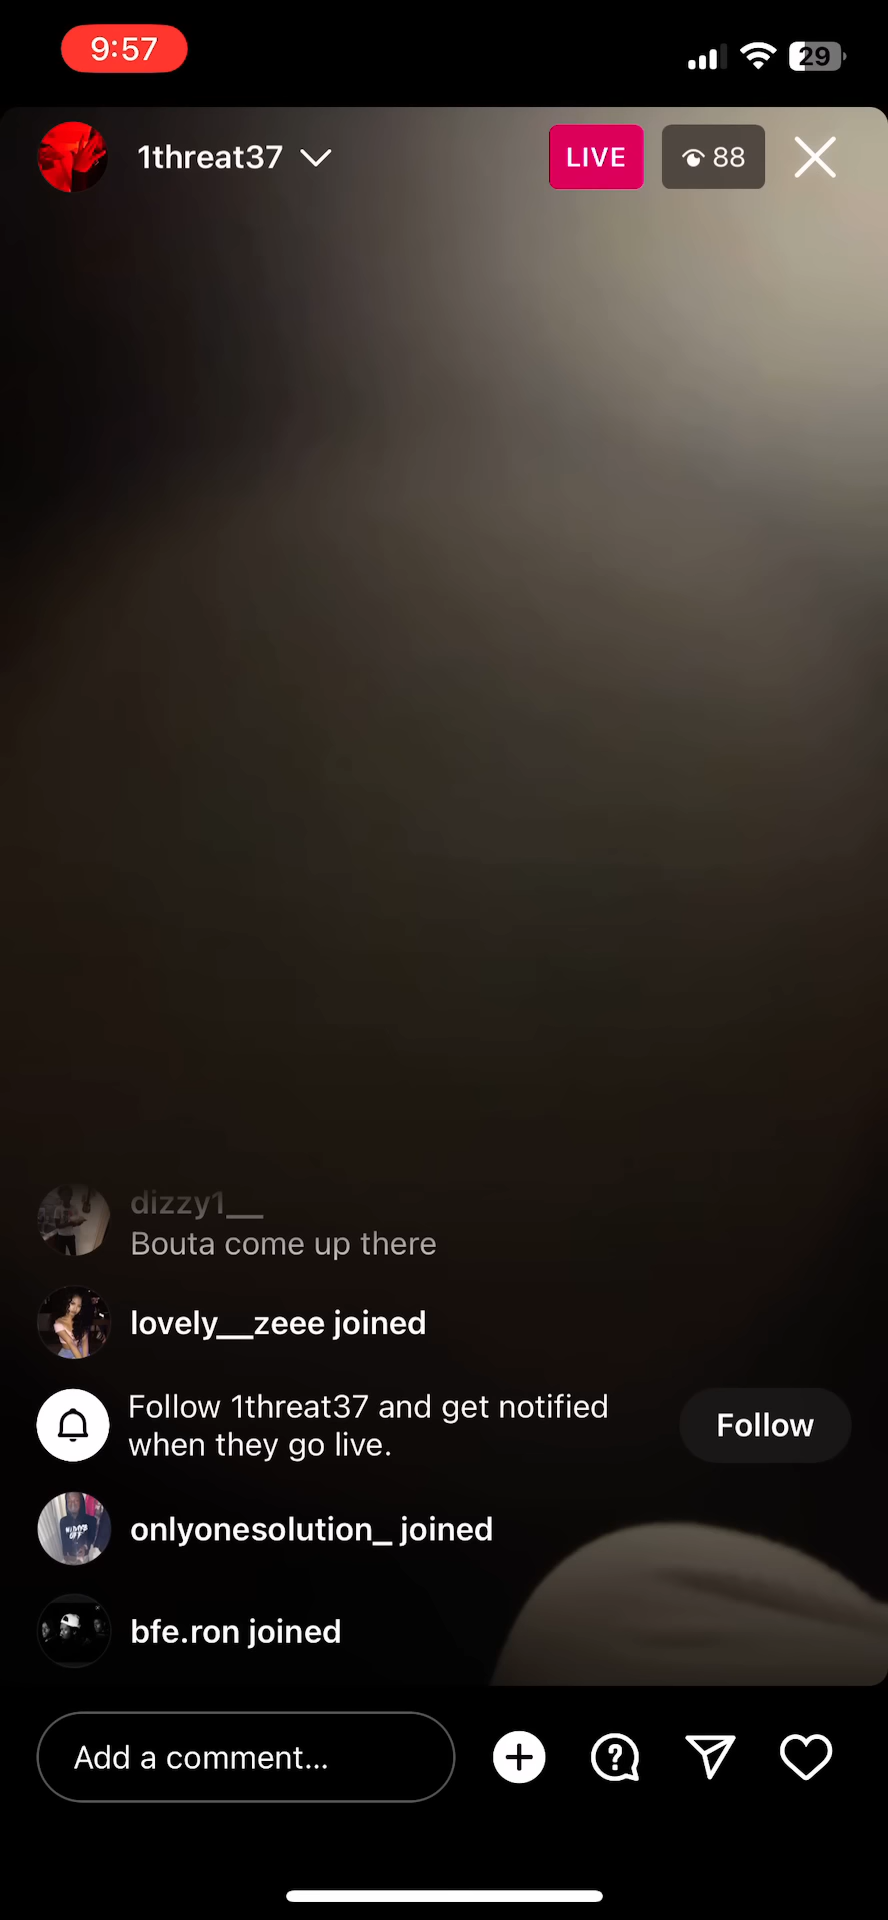 9:57
29
1threat37
LIVE
88
dizzy1__
Bouta come up there
lovely__zeee joined
Follow 1threat37 and get notified
when they go live.
Follow
onlyonesolution_ joined
bfe.ron joined
Add a comment...